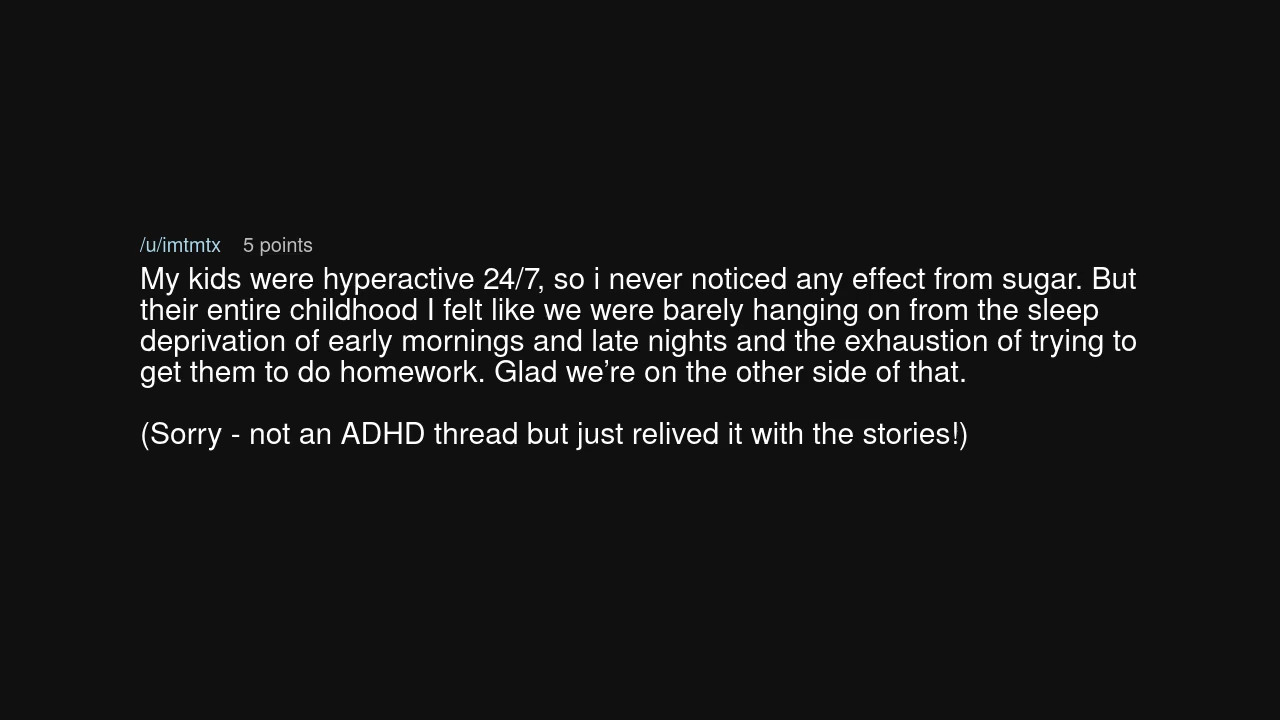 /u/imtmtx 5 points
My kids were hyperactive 24/7, so i never noticed any effect from sugar. But
their entire childhood I felt like we were barely hanging on from the sleep
deprivation of early mornings and late nights and the exhaustion of trying to
get them to do homework. Glad we’re on the other side of that.
(Sorry - not an ADHD thread but just relived it with the stories!)